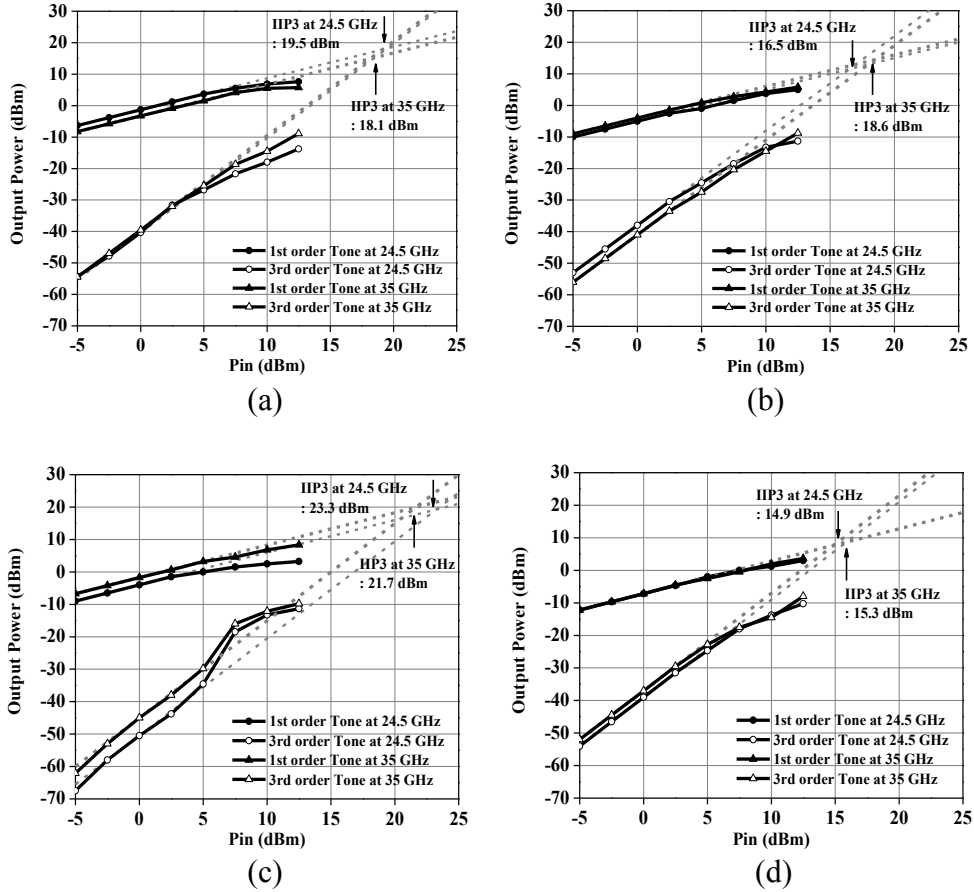 IIP3 at 24.5 GHz
: 19.5 dBm
IIP3 at 35 GHz
: 18.1 dBm
1st order Tone at 24.5 GHz
3rd order Tone at 24.5 GHz
1st order Tone at 35 GHz
3rd order Tone at 35 GHz
Output Power (dBm)
30
20
10
0
-10
-20
-30
-40
-50
-60
-70
-5 0 5 10 15 20 25
Pin (dBm)
(a)
IIP3 at 24.5 GHz
: 16.5 dBm
IIP3 at 35 GHz
: 18.6 dBm
1st order Tone at 24.5 GHz
3rd order Tone at 24.5 GHz
1st order Tone at 35 GHz
3rd order Tone at 35 GHz
Output Power (dBm)
30
20
10
0
-10
-20
-30
-40
-50
-60
-70
-5 0 5 10 15 20 25
Pin (dBm)
(b)
IIP3 at 24.5 GHz
: 23.3 dBm
IIP3 at 35 GHz
: 21.7 dBm
1st order Tone at 24.5 GHz
3rd order Tone at 24.5 GHz
1st order Tone at 35 GHz
3rd order Tone at 35 GHz
Output Power (dBm)
30
20
10
0
-10
-20
-30
-40
-50
-60
-70
-5 0 5 10 15 20 25
Pin (dBm)
(c)
IIP3 at 24.5 GHz
: 14.9 dBm
IIP3 at 35 GHz
: 15.3 dBm
1st order Tone at 24.5 GHz
3rd order Tone at 24.5 GHz
1st order Tone at 35 GHz
3rd order Tone at 35 GHz
Output Power (dBm)
30
20
10
0
-10
-20
-30
-40
-50
-60
-70
-5 0 5 10 15 20 25
Pin (dBm)
(d)